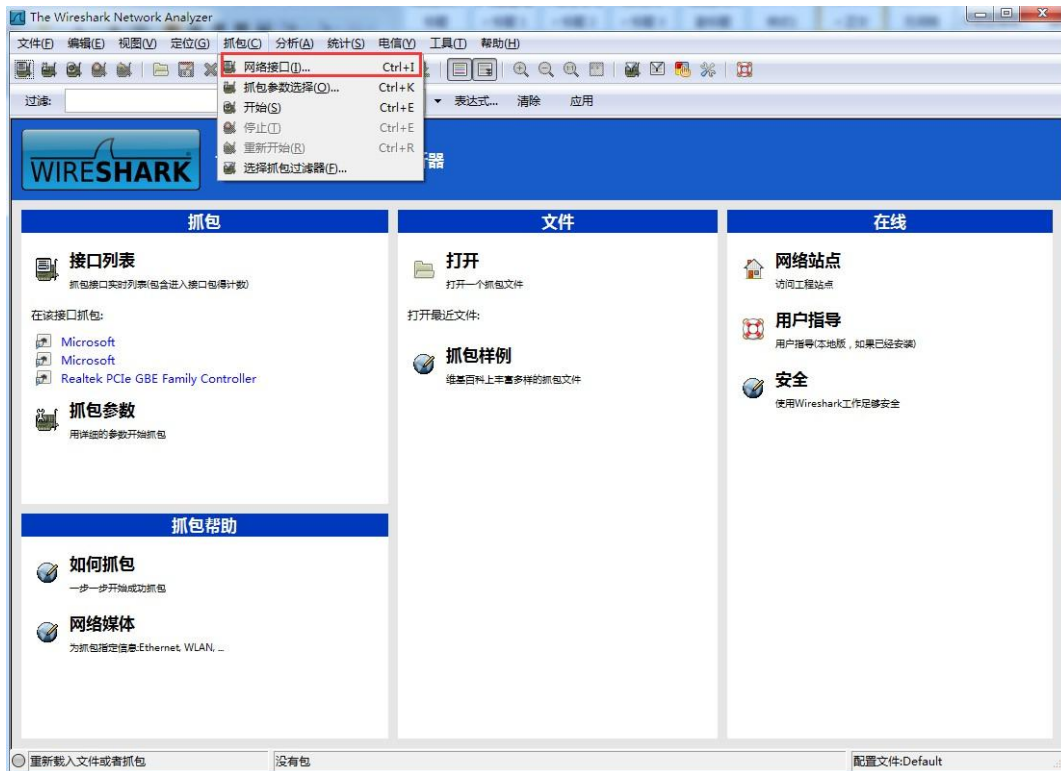 The Wireshark Network Analyzer
文件(F) 编辑(E) 视图(V) 定位(G) 抓包(C) 分析(A) 统计(S) 电信(Y) 工具(T) 帮助(H)
网络接口(I)... Ctrl+I
抓包参数选择(O)... Ctrl+K
开始(S) Ctrl+E
停止(T) Ctrl+E
重新开始(R) Ctrl+R
选择抓包过滤器(F)...
过滤: 表达式... 清除 应用
WIRESHARK
器
抓包
接口列表
抓包接口实时列表(包含进入接口包得计数)
在该接口抓包:
Microsoft
Microsoft
Realtek PCIe GBE Family Controller
抓包参数
用详细的参数开始抓包
抓包帮助
如何抓包
一步一步开始成功抓包
网络媒体
为抓包指定信息:Ethernet, WLAN, ...
文件
打开
打开一个抓包文件
打开最近文件:
抓包样例
维基百科上丰富多样的抓包文件
在线
网络站点
访问工程站点
用户指导
用户指导(本地版，如果已经安装)
安全
使用Wireshark工作足够安全
重新载入文件或者抓包 没有包 配置文件:Default